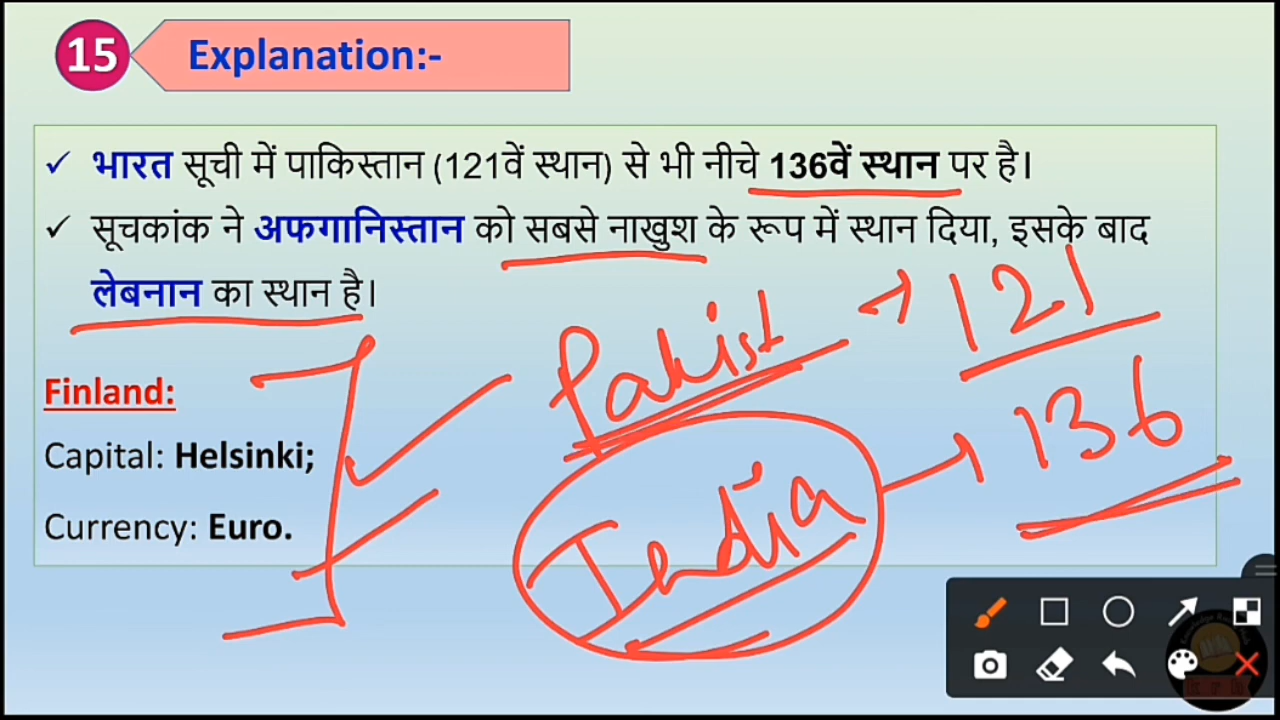 15 Explanation:-
✓ भारत सूची में पाकिस्तान (121वें स्थान) से भी नीचे 136वें स्थान पर है।
✓ सूचकांक ने अफगानिस्तान को सबसे नाखुश के रूप में स्थान दिया, इसके बाद
लेबनान का स्थान है।
Pakist → 121
Finland:
Capital: Helsinki;
India → 136
Currency: Euro.